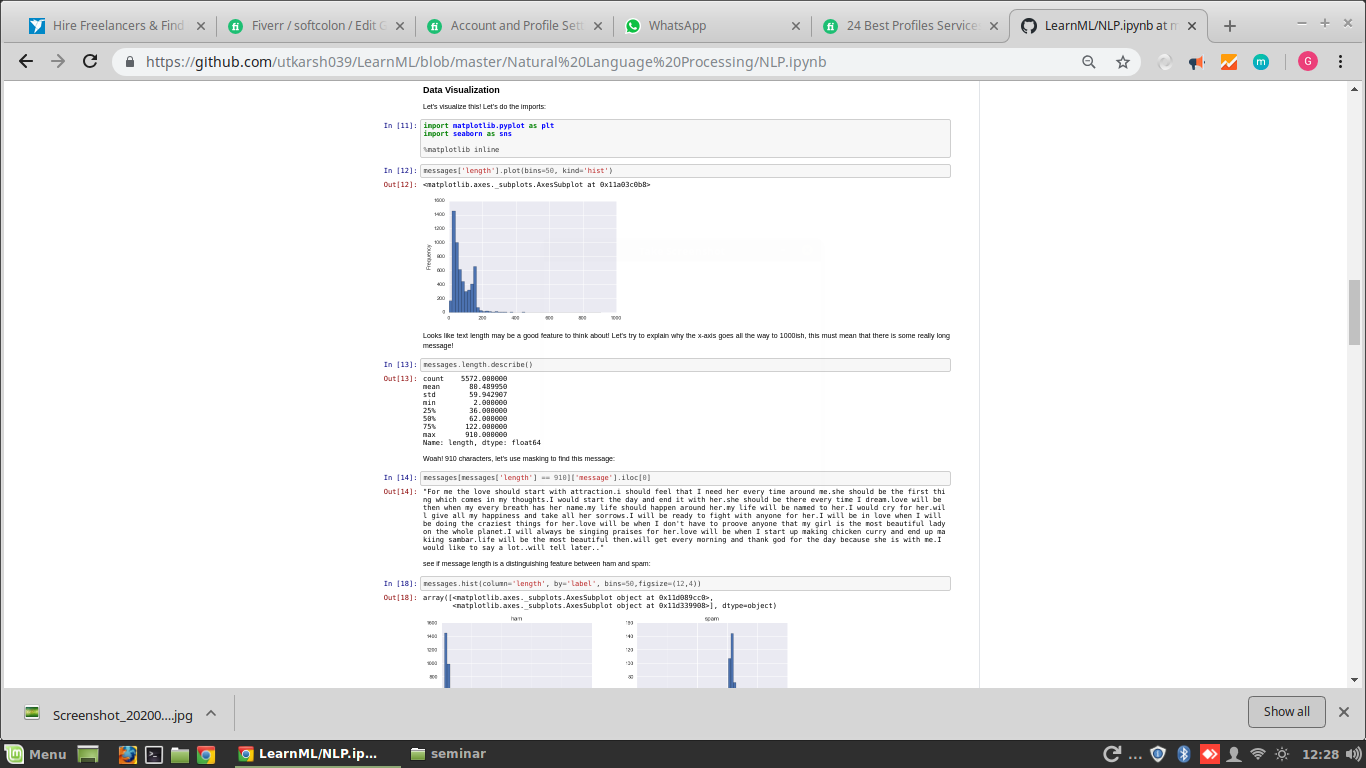 Hire Freelancers & Find
Fiverr / softcolon / Edit G
Account and Profile Sett
WhatsApp
24 Best Profiles Service
LearnML/NLP.ipynb at m
https://github.com/utkarsh039/LearnML/blob/master/Natural%20Language%20Processing/NLP.ipynb
G
Data Visualization
Let's visualize this! Let's do the imports:
In [11]: import matplotlib.pyplot as plt
import seaborn as sns
%matplotlib inline
In [12]: messages['length'].plot(bins=50, kind='hist')
Out[12]: <matplotlib.axes._subplots.AxesSubplot at 0x11a03c0b8>
1600
1400
1200
1000
800
600
400
200
0
Frequency
0 200 400 600 800 1000
Looks like text length may be a good feature to think about! Let's try to explain why the x-axis goes all the way to 1000ish, this must mean that there is some really long
message!
In [13]: messages.length.describe()
Out[13]: count 5572.000000
mean 80.489950
std 59.942907
min 2.000000
25% 36.000000
50% 62.000000
75% 122.000000
max 910.000000
Name: length, dtype: float64
Woah! 910 characters, let's use masking to find this message:
In [14]: messages[messages['length'] == 910]['message'].iloc[0]
Out[14]: "For me the love should start with attraction.i should feel that I need her every time around me.she should be the first thi
ng which comes in my thoughts.I would start the day and end it with her.she should be there every time I dream.love will be
then when my every breath has her name.my life should happen around her.my life will be named to her.I would cry for her.wil
l give all my happiness and take all her sorrows.I will be ready to fight with anyone for her.I will be in love when I will
be doing the craziest things for her.love will be when I don't have to proove anyone that my girl is the most beautiful lady
on the whole planet.I will always be singing praises for her.love will be when I start up making chicken curry and end up ma
kiing sambar.life will be the most beautiful then.will get every morning and thank god for the day because she is with me.I
would like to say a lot..will tell later.."
see if message length is a distinguishing feature between ham and spam:
In [18]: messages.hist(column='length', by='label', bins=50,figsize=(12,4))
Out[18]: array([<matplotlib.axes._subplots.AxesSubplot object at 0x11d089cc0>,
<matplotlib.axes._subplots.AxesSubplot object at 0x11d339908>], dtype=object)
ham spam
1600
1400
1200
1000
800
Screenshot_20200....jpg
Show all
Menu
LearnML/NLP.ip...
seminar
12:28